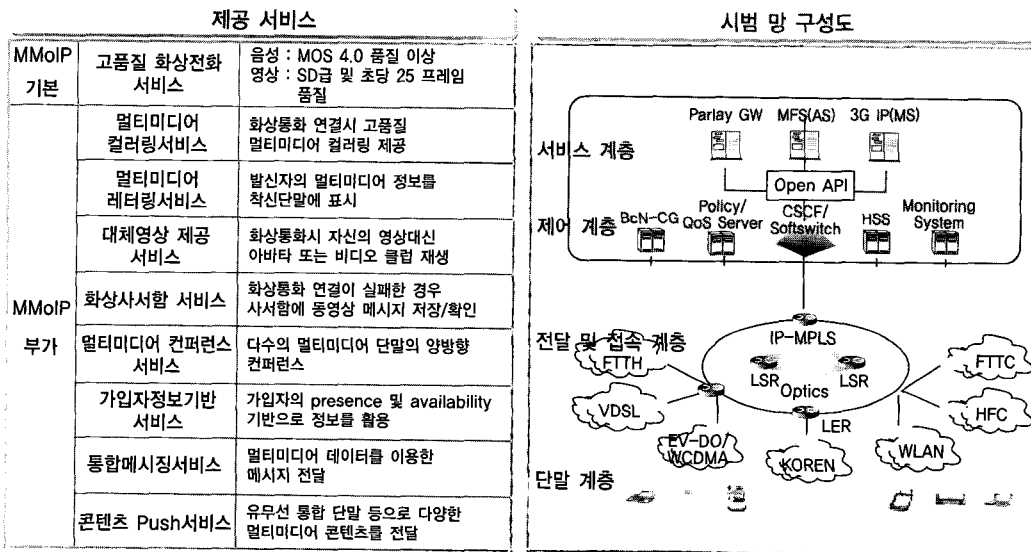 제공 서비스
MMoIP
기본
고품질 화상전화
서비스
음성 : MOS 4.0 품질 이상
영상 : SD급 및 초당 25 프레임
품질
MMoIP
부가
멀티미디어
컬러링서비스
화상통화 연결시 고품질
멀티미디어 컬러링 제공
멀티미디어
레터링서비스
발신자의 멀티미디어 정보를
착신단말에 표시
대체영상 제공
서비스
화상통화시 자신의 영상대신
아바타 또는 비디오 클럽 재생
화상사서함 서비스
화상통화 연결이 실패한 경우
사서함에 동영상 메시지 저장/확인
멀티미디어 컨퍼런스
서비스
다수의 멀티미디어 단말의 양방향
컨퍼런스
가입자정보기반
서비스
가입자의 presence 및 availability
기반으로 정보를 활용
통합메시징서비스
멀티미디어 데이터를 이용한
메시지 전달
콘텐츠 Push서비스
유무선 통합 단말 등으로 다양한
멀티미디어 콘텐츠를 전달
시범 망 구성도
Parlay GW MFS(AS) 3G IP(MS)
서비스 계층
Open API
제어 계층
BcN-CG
Policy/
QoS Server
CSCF/
Softswitch
HSS
Monitoring
System
전달 및 접속 계층
IP-MPLS
FTTH
FTTC
LSR
LSR
Optics
VDSL
HFC
LER
EV-DO/
WCDMA
KOREN
WLAN
단말 계층